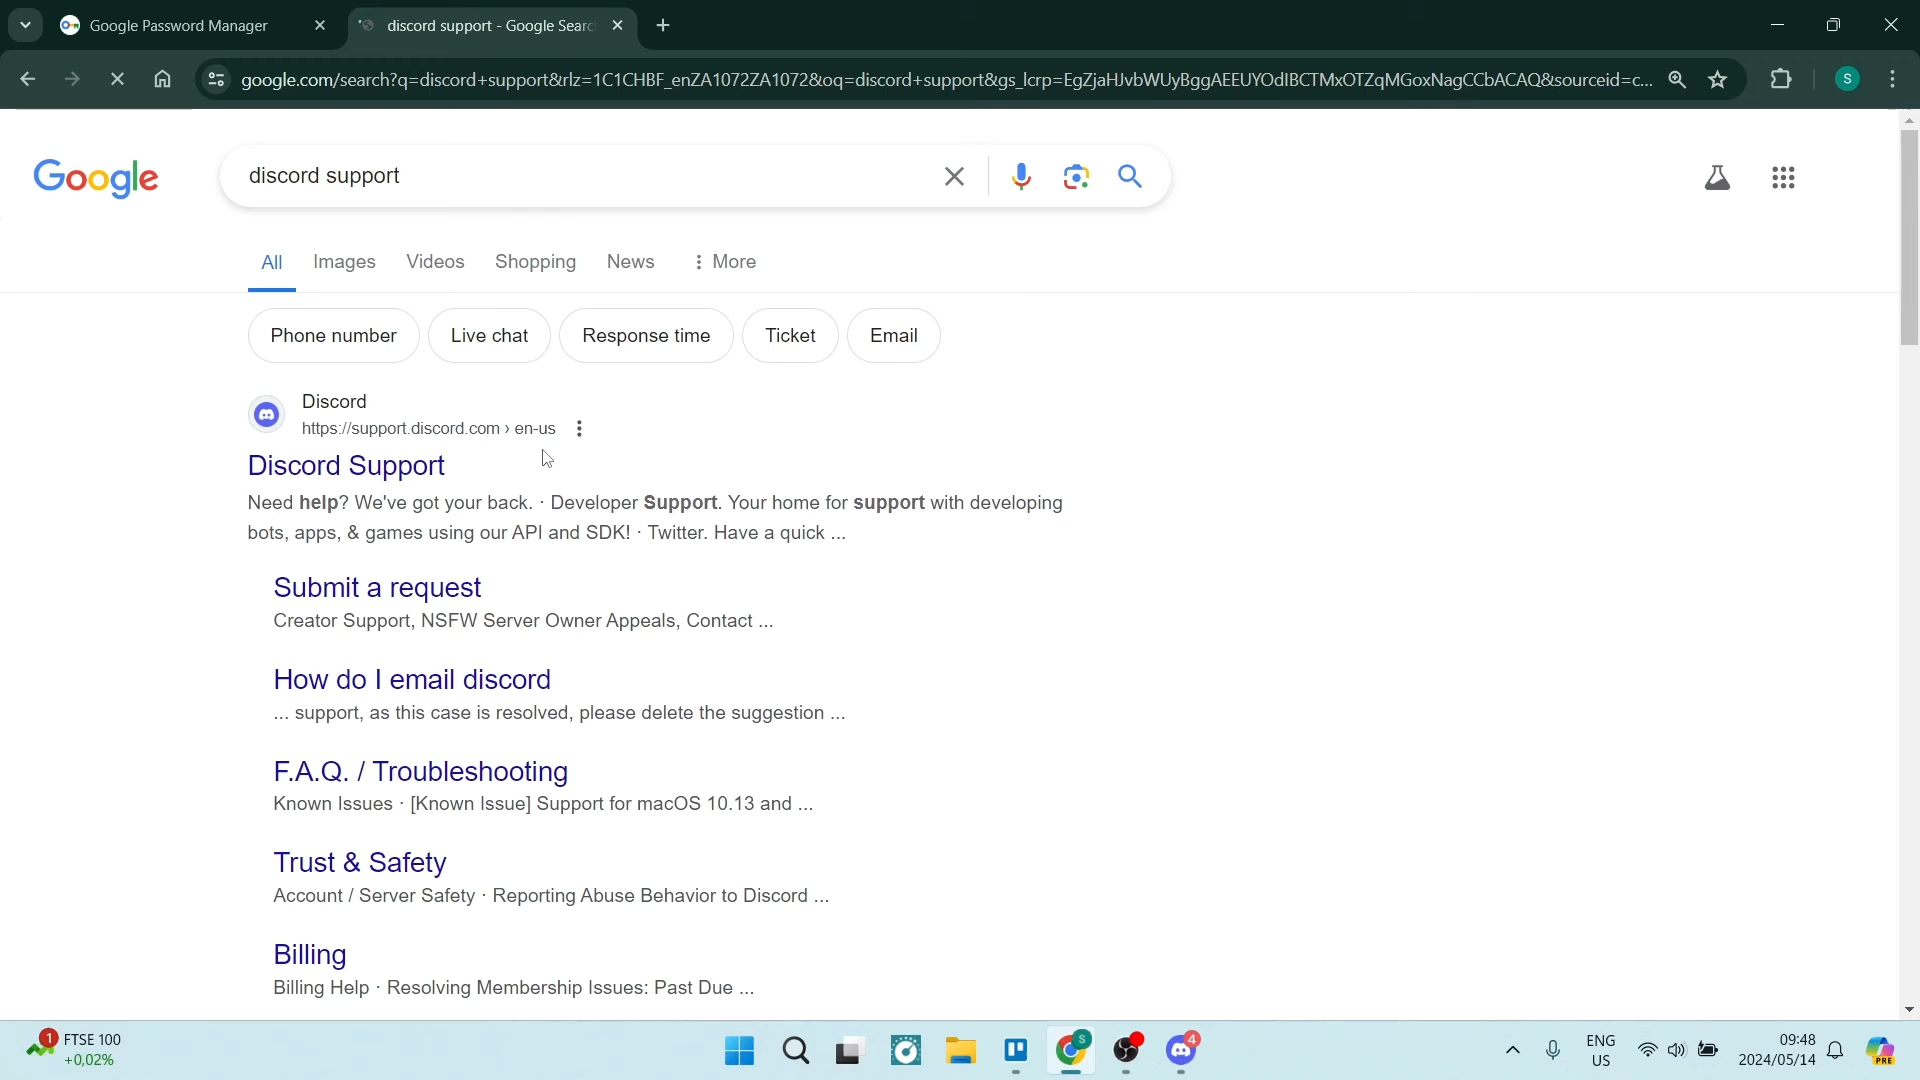 Google Password Manager
discord support - Google Searc
google.com/search?q=discord+support&rlz=1C1CHBF_enZA1072ZA1072&oq=discord+support&gs_lcrp=EgZjaHJvbWUyBggAEEUYOdIBCTMxOTZqMGoxNagCCbACAQ&sourceid=c...
S
Google
discord support
All
Images
Videos
Shopping
News
More
Phone number
Live chat
Response time
Ticket
Email
Discord
https://support.discord.com › en-us
Discord Support
Need help? We've got your back. · Developer Support. Your home for support with developing
bots, apps, & games using our API and SDK! · Twitter. Have a quick ...
Submit a request
Creator Support, NSFW Server Owner Appeals, Contact ...
How do I email discord
... support, as this case is resolved, please delete the suggestion ...
F.A.Q. / Troubleshooting
Known Issues · [Known Issue] Support for macOS 10.13 and ...
Trust & Safety
Account / Server Safety · Reporting Abuse Behavior to Discord ...
Billing
Billing Help · Resolving Membership Issues: Past Due ...
1
FTSE 100
+0,02%
S
4
ENG
US
09:48
2024/05/14
PRE